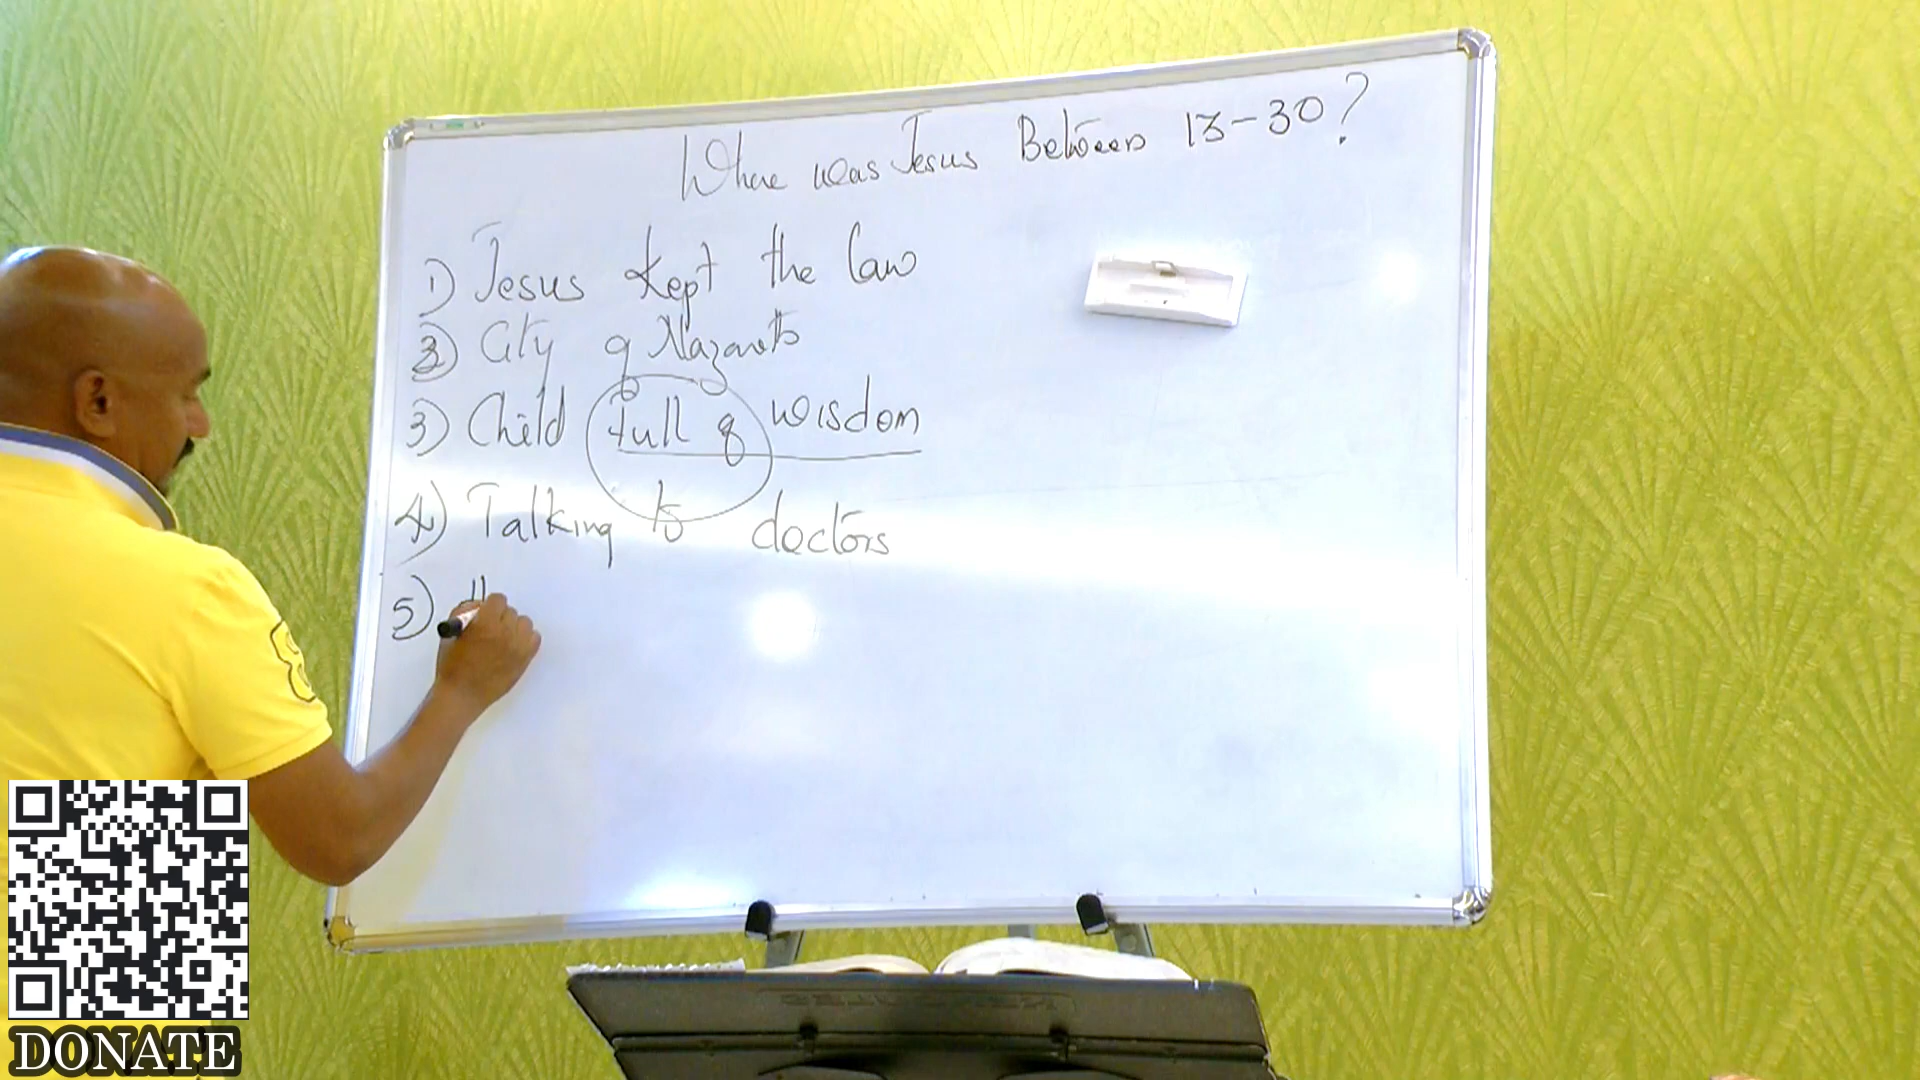 Where was Jesus Between 13-30?
1) Jesus kept the law
2) City of Nazareth
3) Child full of wisdom
4) Talking to doctors
5) H
DONATE